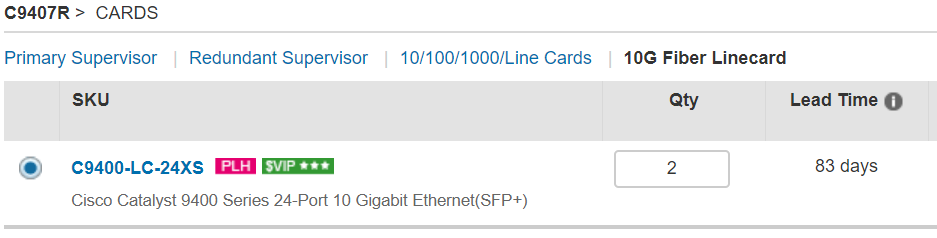 C9407R > CARDS
Primary Supervisor | Redundant Supervisor | 10/100/1000/Line Cards | 10G Fiber Linecard
SKU Qty Lead Time i
C9400-LC-24XS PLH $VIP ★★★ 2 83 days
Cisco Catalyst 9400 Series 24-Port 10 Gigabit Ethernet(SFP+)